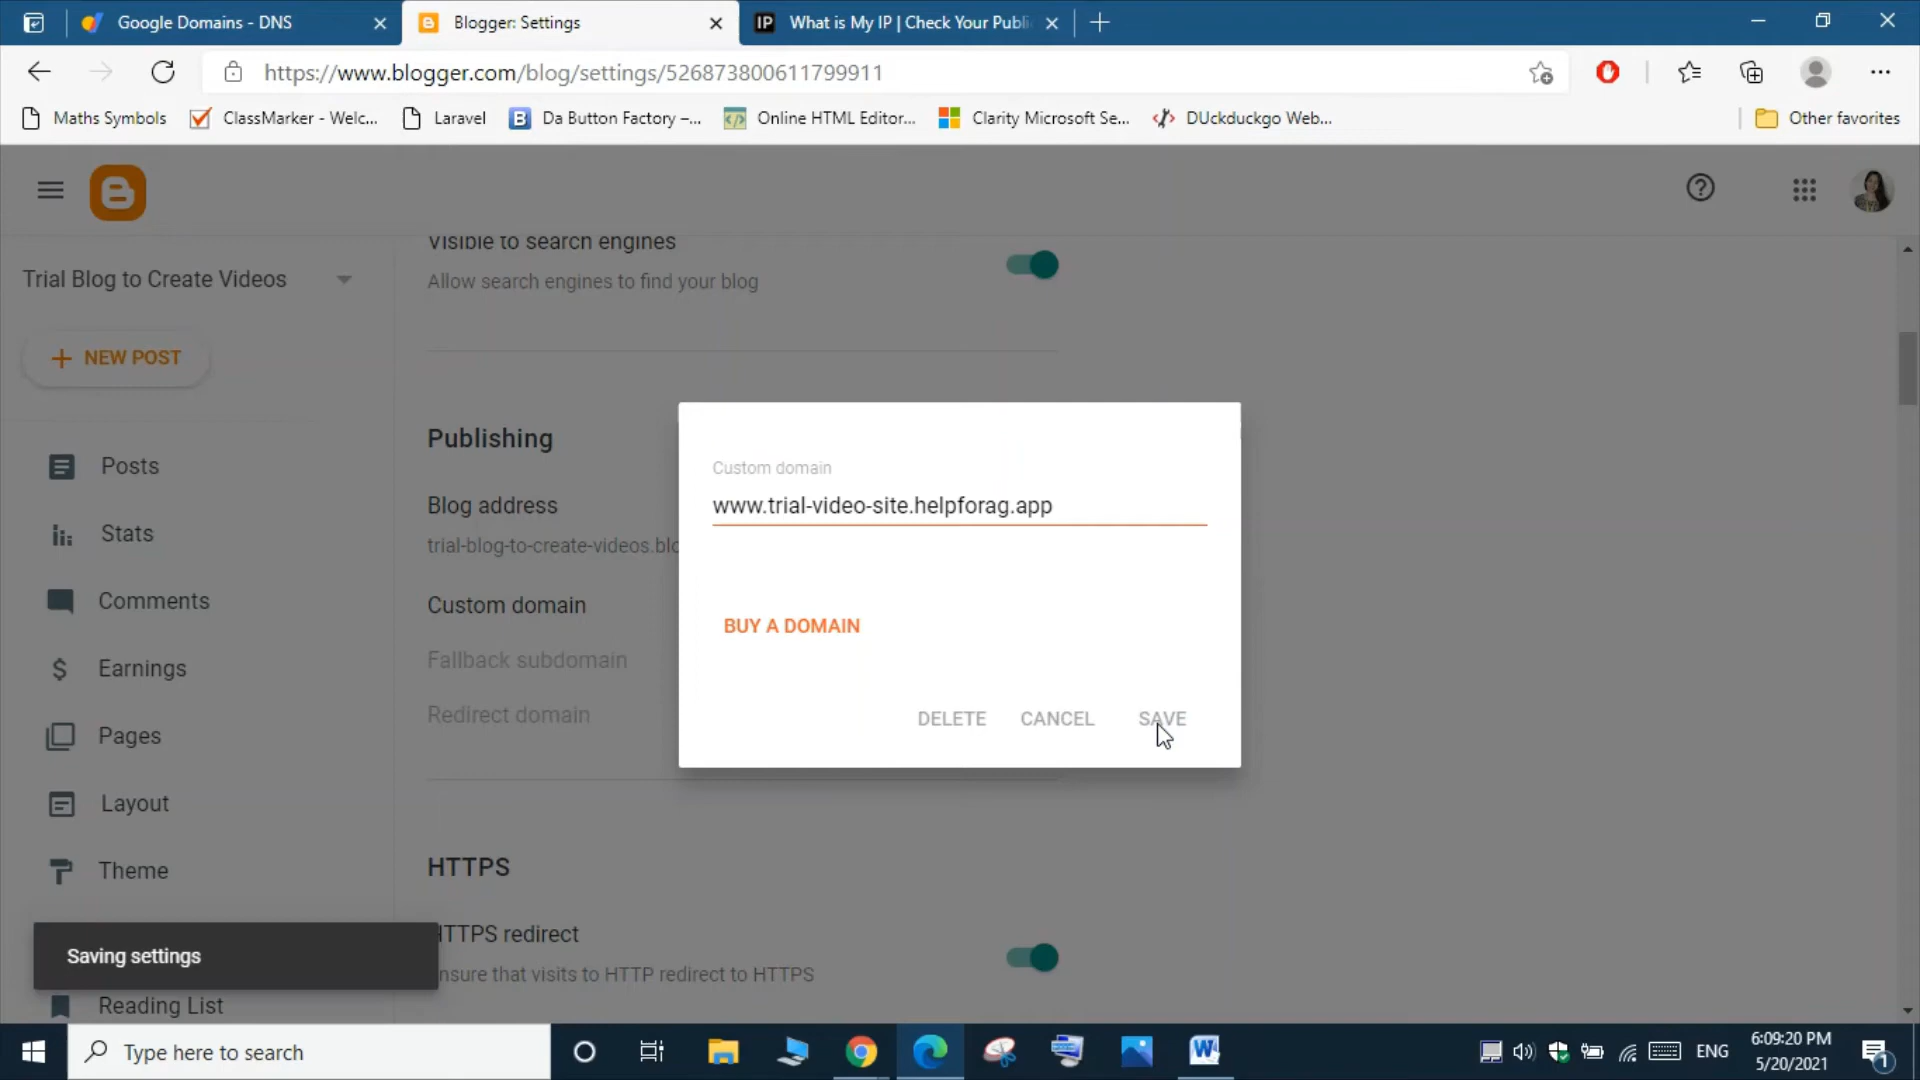 Google Domains - DNS
Blogger: Settings
IP What is My IP | Check Your Publi
https://www.blogger.com/blog/settings/526873800611799911
Maths Symbols
ClassMarker - Welc...
Laravel
B Da Button Factory –...
Online HTML Editor...
Clarity Microsoft Se...
DUckduckgo Web...
Other favorites
Visible to search engines
Allow search engines to find your blog
Trial Blog to Create Videos
+ NEW POST
Posts
Stats
Comments
Earnings
Pages
Layout
Theme
Reading List
Publishing
Blog address
trial-blog-to-create-videos.blo
Custom domain
Fallback subdomain
Redirect domain
Custom domain
www.trial-video-site.helpforag.app
BUY A DOMAIN
DELETE CANCEL SAVE
HTTPS
HTTPS redirect
nsure that visits to HTTP redirect to HTTPS
Saving settings
Type here to search
ENG
6:09:20 PM
5/20/2021
1